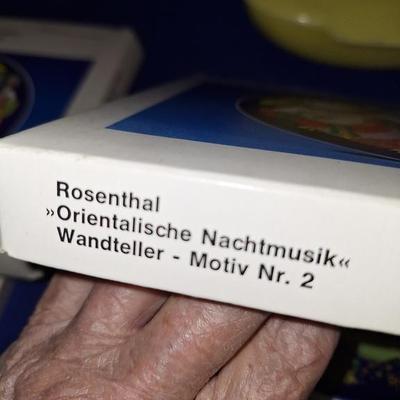 Rosenthal
»Orientalische Nachtmusik«
Wandteller - Motiv Nr. 2